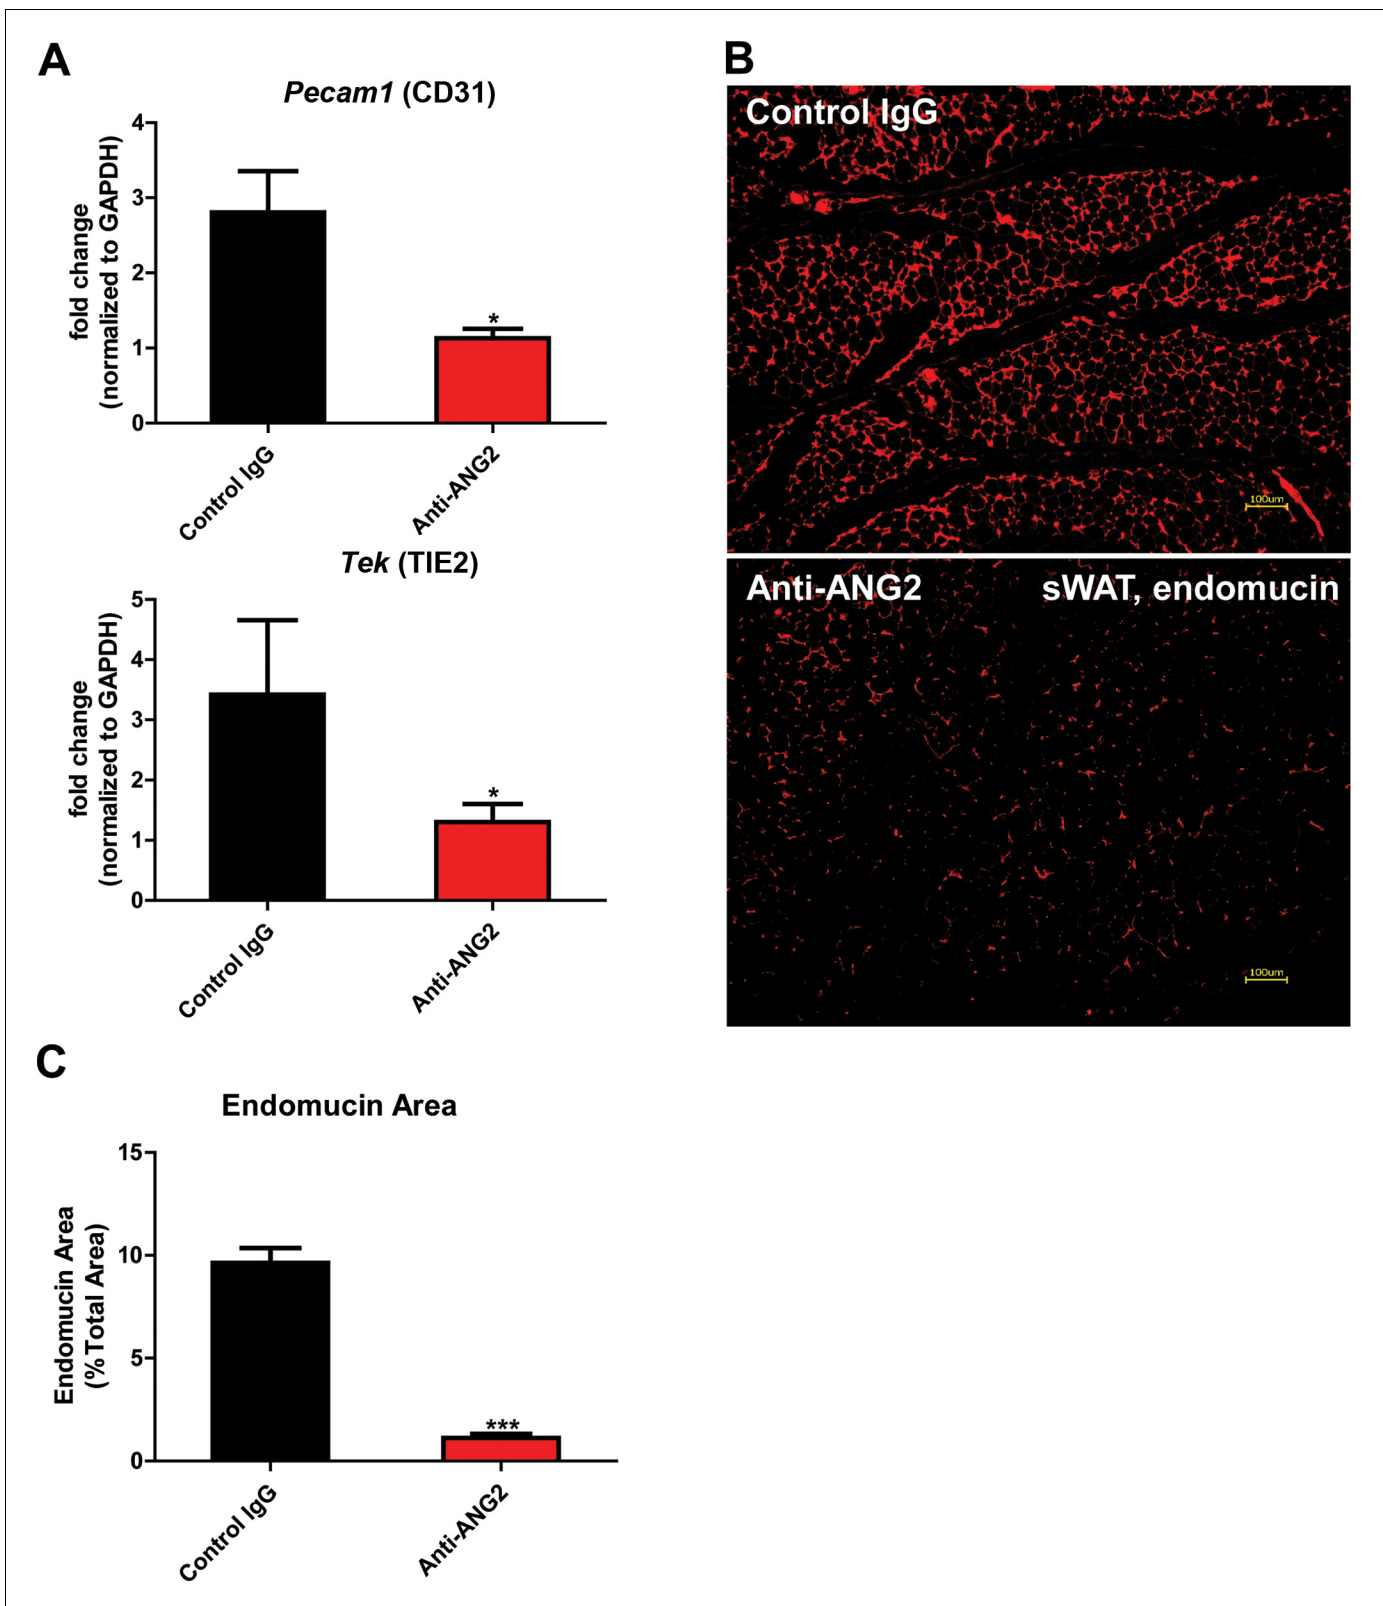 A
Pecam1 (CD31)
fold change
(normalized to GAPDH)
4
3
2
1
0
Control IgG
Anti-ANG2
*
Tek (TIE2)
fold change
(normalized to GAPDH)
5
4
3
2
1
0
Control IgG
Anti-ANG2
*
B
Control IgG
100um
Anti-ANG2 sWAT, endomucin
100um
C
Endomucin Area
Endomucin Area
(%Total Area)
15
10
5
0
Control IgG
Anti-ANG2
***